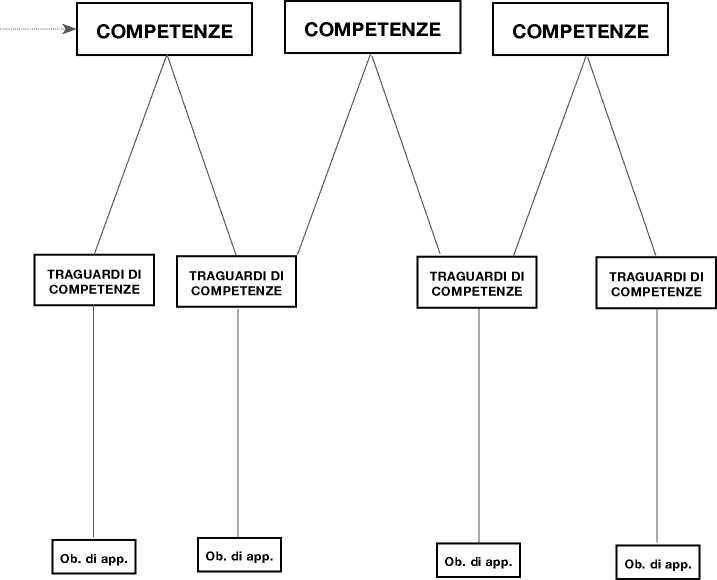 COMPETENZE
COMPETENZE
COMPETENZE
TRAGUARDI DI
COMPETENZE
TRAGUARDI DI
COMPETENZE
TRAGUARDI DI
COMPETENZE
TRAGUARDI DI
COMPETENZE
Ob. di app.
Ob. di app.
Ob. di app.
Ob. di app.